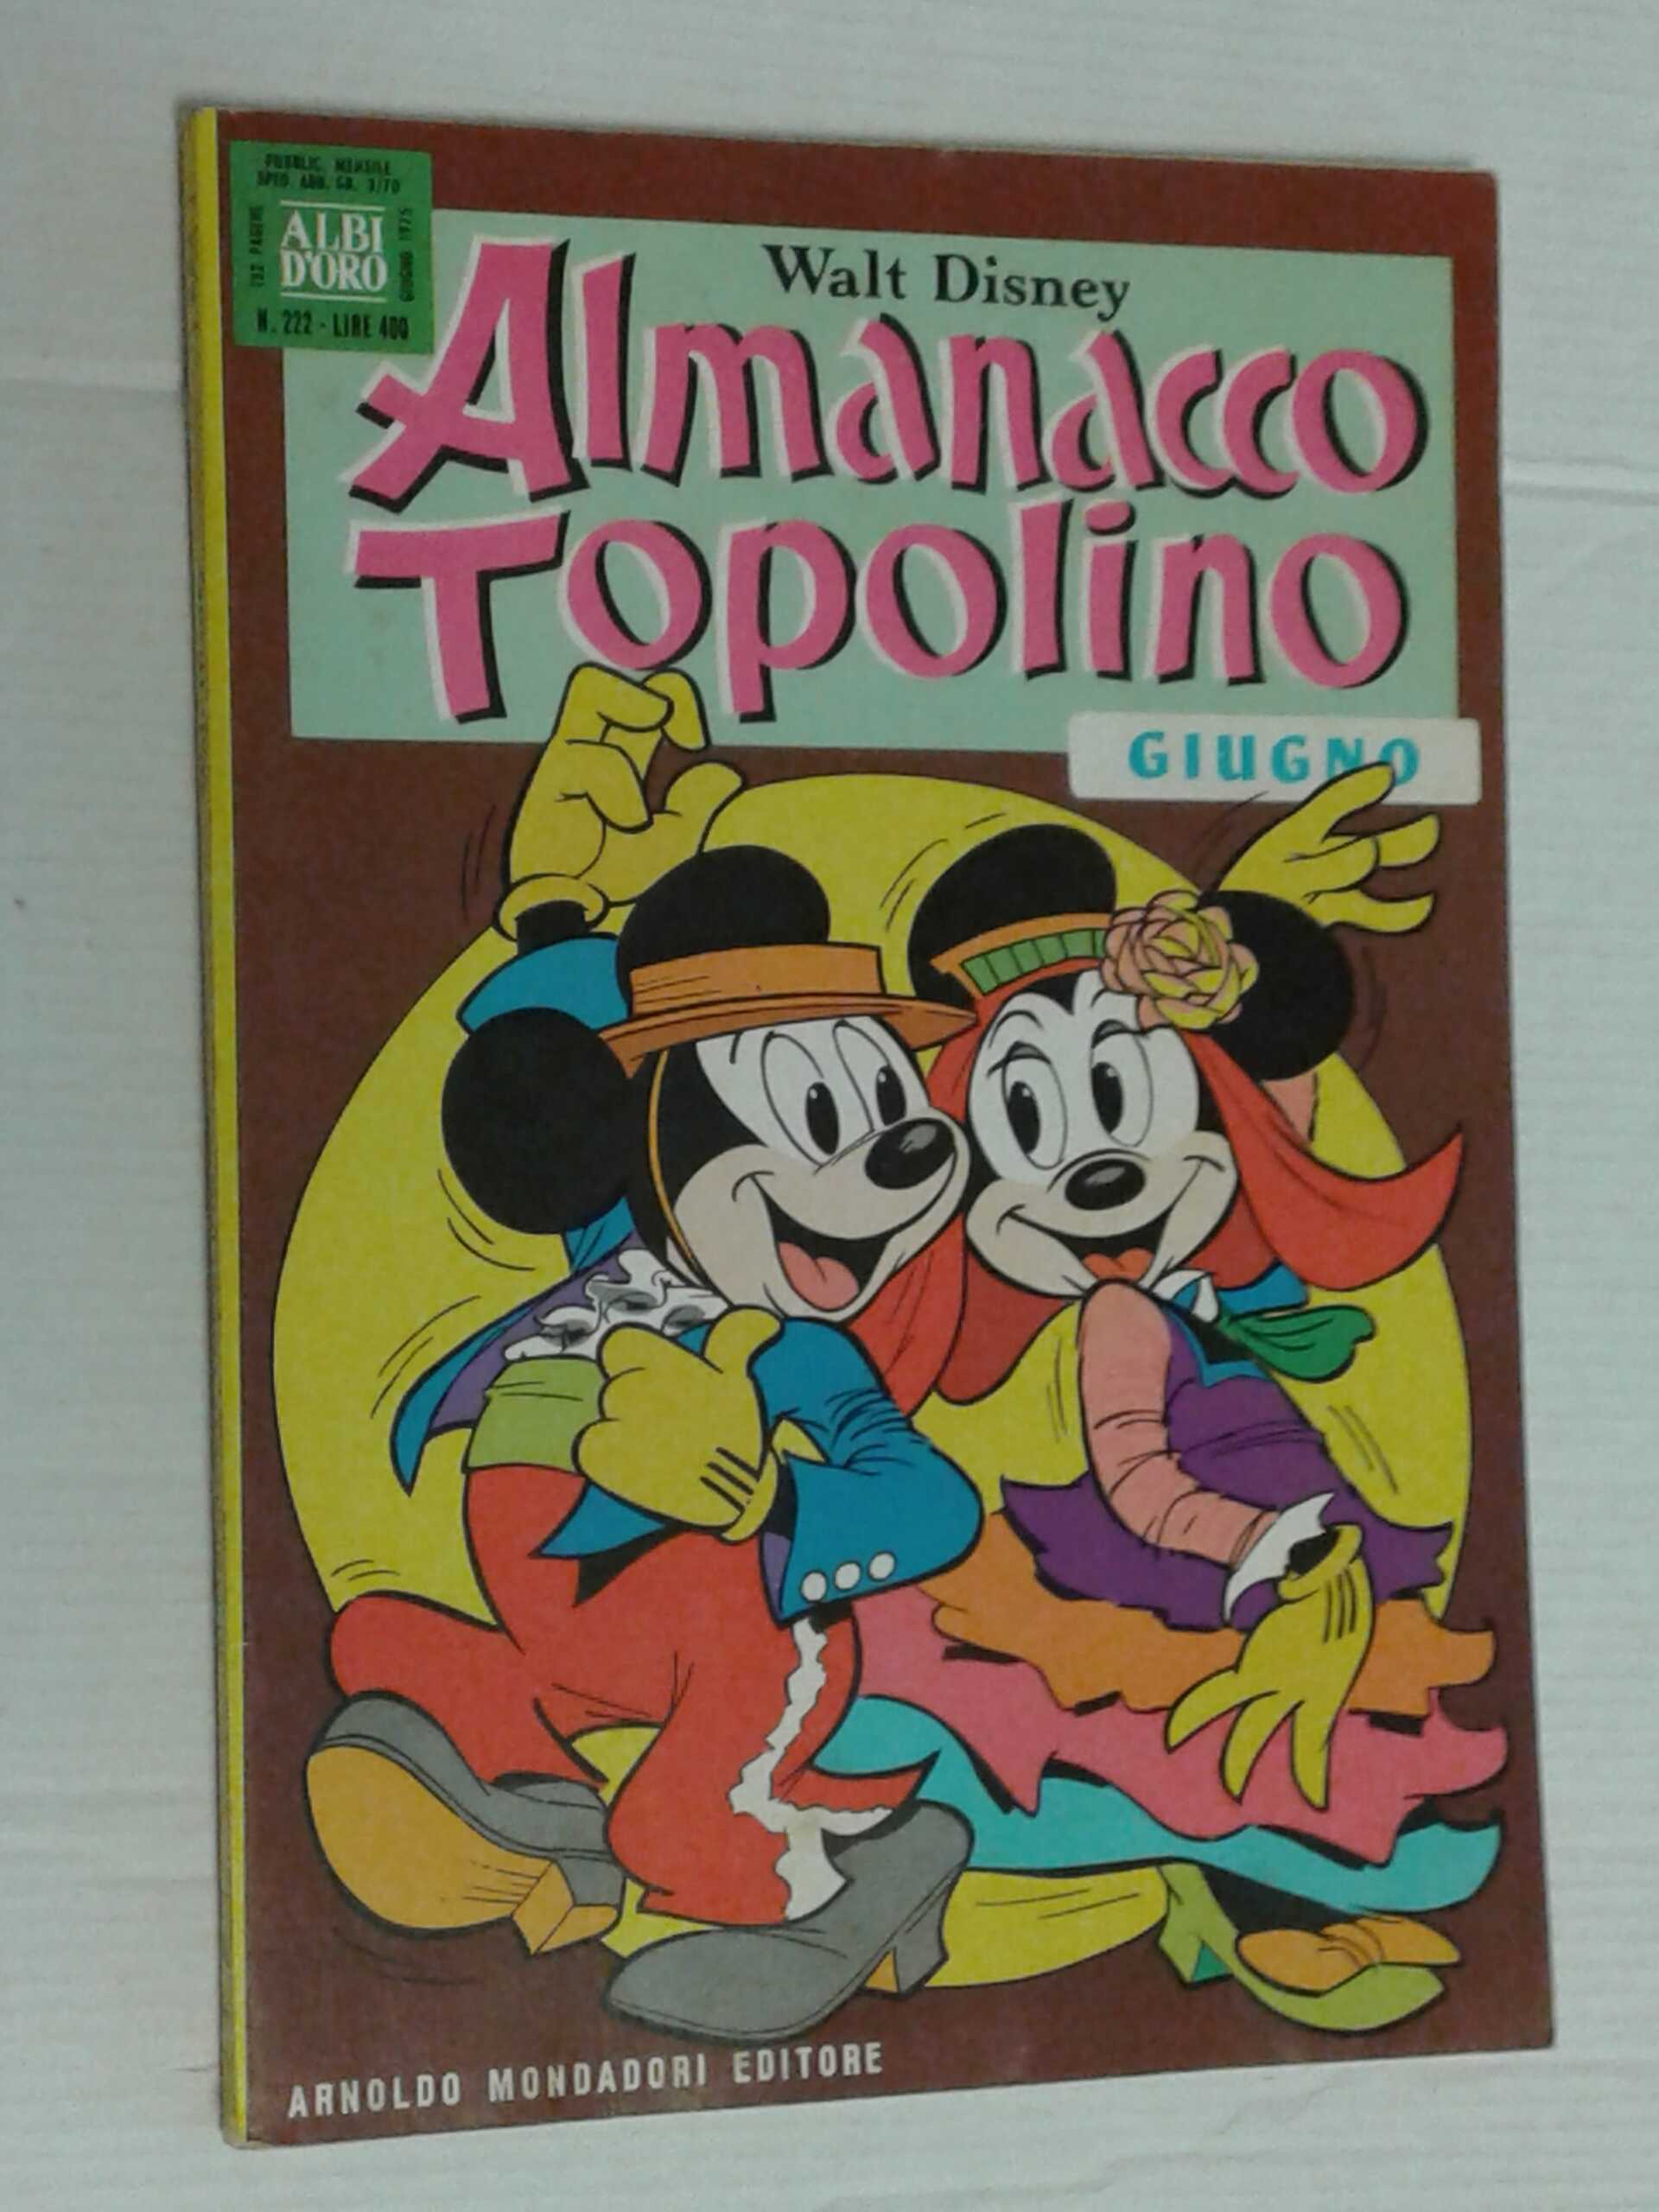 PUBBLIC. MENSILE
SPED. ABB. GR. 3/70
132 PAGINE
ALBI
D'ORO
GIUGNO 1975
N. 222 - LIRE 400
Walt Disney
Almanacco
Topolino
GIUGNO
ARNOLDO MONDADORI EDITORE